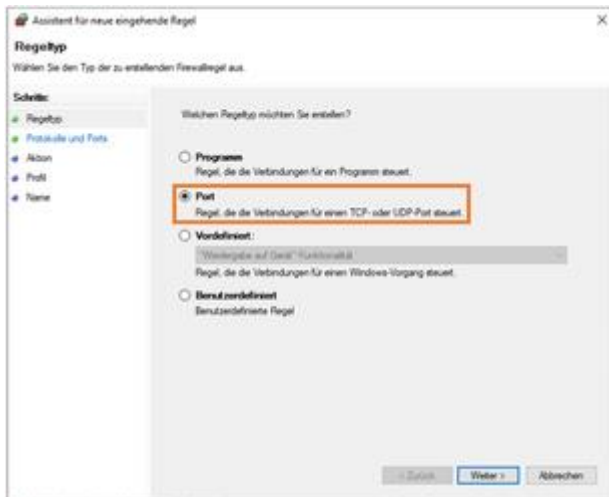 Assistent für neue eingehende Regel
Regeltyp
Wählen Sie den Typ der zu erstellenden Firewallregel aus.
Schritte:
Regeltyp
Protokolle und Ports
Aktion
Profil
Name
Welchen Regeltyp möchten Sie erstellen?
Programm
Regel, die die Verbindungen für ein Programm steuert.
Port
Regel, die die Verbindungen für einen TCP- oder UDP-Port steuert.
Vordefiniert:
"Wiedergabe auf Gerät"-Funktionalität
Regel, die die Verbindungen für einen Windows-Vorgang steuert.
Benutzerdefiniert
Benutzerdefinierte Regel
< Zurück Weiter > Abbrechen